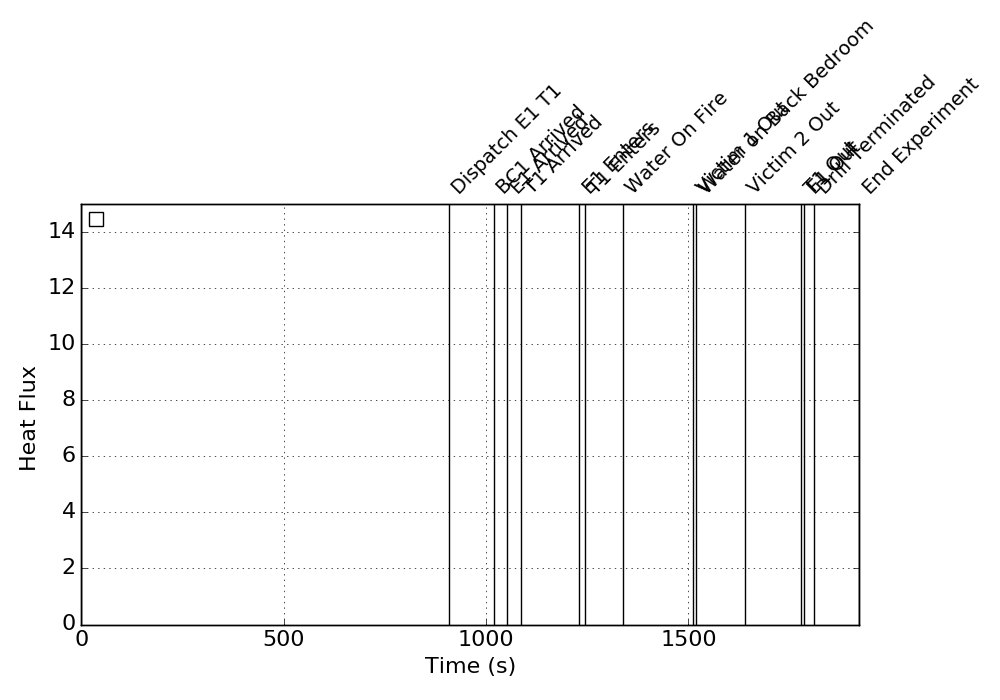 Dispatch E1 T1
BC1 Arrived
E1 Arrived
T1 Arrived
E1 Enters
T1 Enters
Water On Fire
Victim 1 Out
Water on Back Bedroom
Victim 2 Out
T1 Out
E1 Out
Drill Terminated
End Experiment
14
12
10
8
6
4
2
0
Heat Flux
0 500 1000 1500
Time (s)